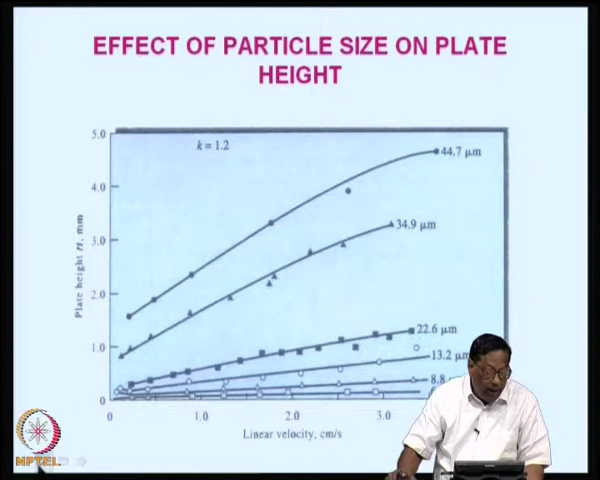 EFFECT OF PARTICLE SIZE ON PLATE
HEIGHT
5.0
k = 1.2
44.7 μm
4.0
34.9 μm
3.0
Plate height H, mm
2.0
22.6 μm
1.0
13.2 μm
8.8
0
0
1.0
2.0
3.0
Linear velocity, cm/s
NPTEL